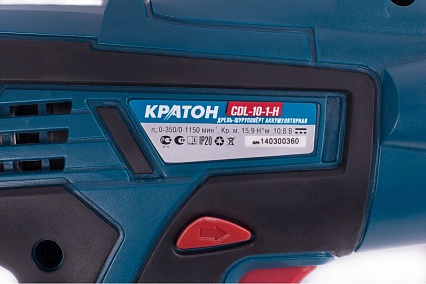 КРАТОН CDL-10-1-H
ДРЕЛЬ-ШУРУПОВЁРТ АККУМУЛЯТОРНАЯ
n, 0-350/0-1150 мин⁻¹, Кр. м. 15.9 Н*м 10,8 В
IP20
140300360